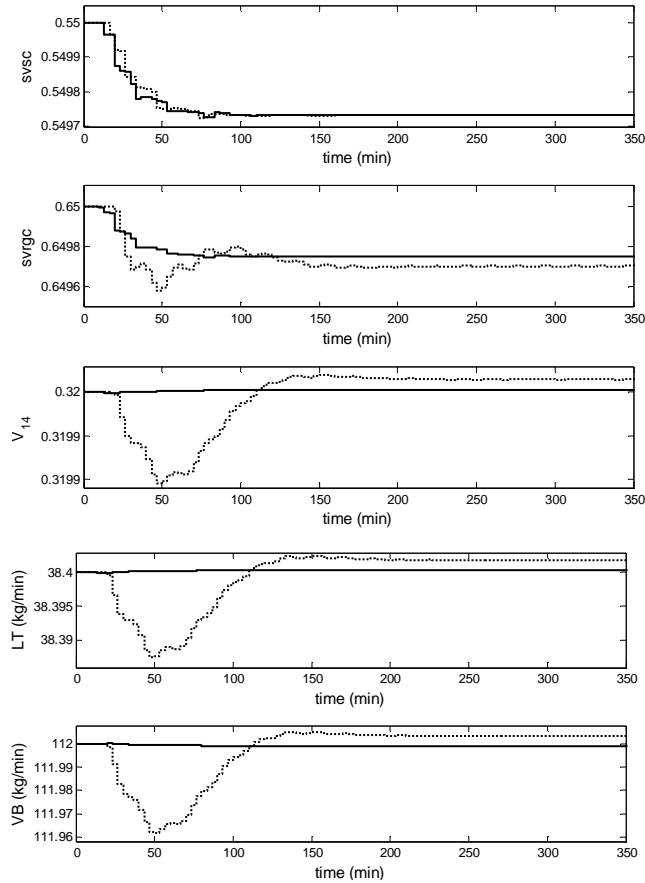 0.55
0.5499
0.5498
0.5497
svsc
0 50 100 150 200 250 300 350
time (min)
0.65
0.6498
0.6496
svrgc
0 50 100 150 200 250 300 350
time (min)
0.32
0.3199
0.3199
V14
0 50 100 150 200 250 300 350
time (min)
38.4
38.395
38.39
LT (kg/min)
0 50 100 150 200 250 300 350
time (min)
112
111.99
111.98
111.97
111.96
VB (kg/min)
0 50 100 150 200 250 300 350
time (min)